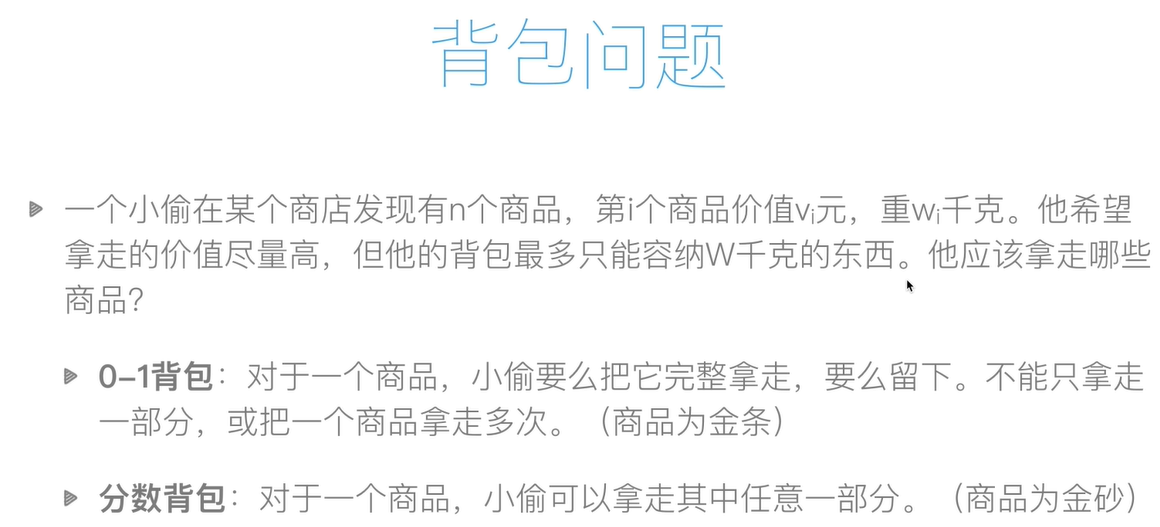 背包问题
一个小偷在某个商店发现有n个商品，第i个商品价值vᵢ元，重wᵢ千克。他希望
拿走的价值尽量高，但他的背包最多只能容纳W千克的东西。他应该拿走哪些
商品？
0-1背包：对于一个商品，小偷要么把它完整拿走，要么留下。不能只拿走
一部分，或把一个商品拿走多次。（商品为金条）
分数背包：对于一个商品，小偷可以拿走其中任意一部分。（商品为金砂）